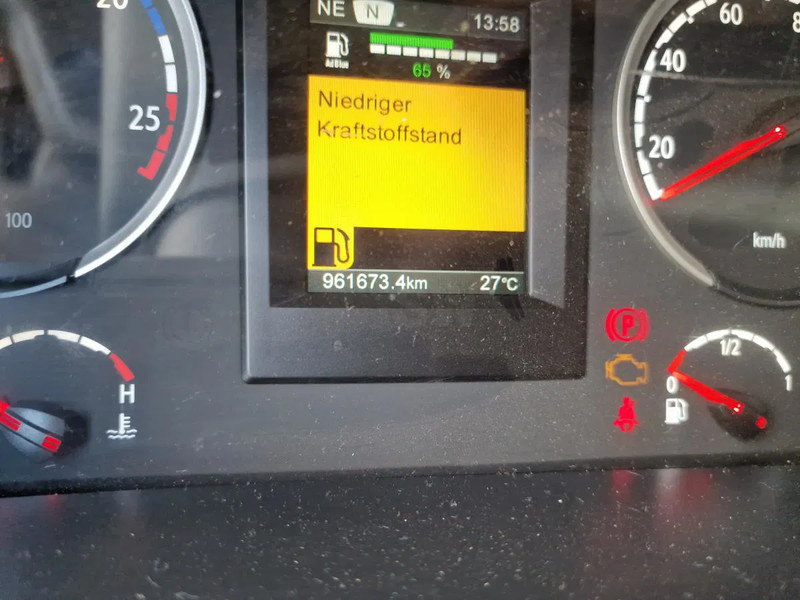 20
25
100
NE N 13:58
AdBlue
65 %
Niedriger
Kraftstoffstand
961673.4km 27°C
20
40
60
8
km/h
H
P
0
1/2
1